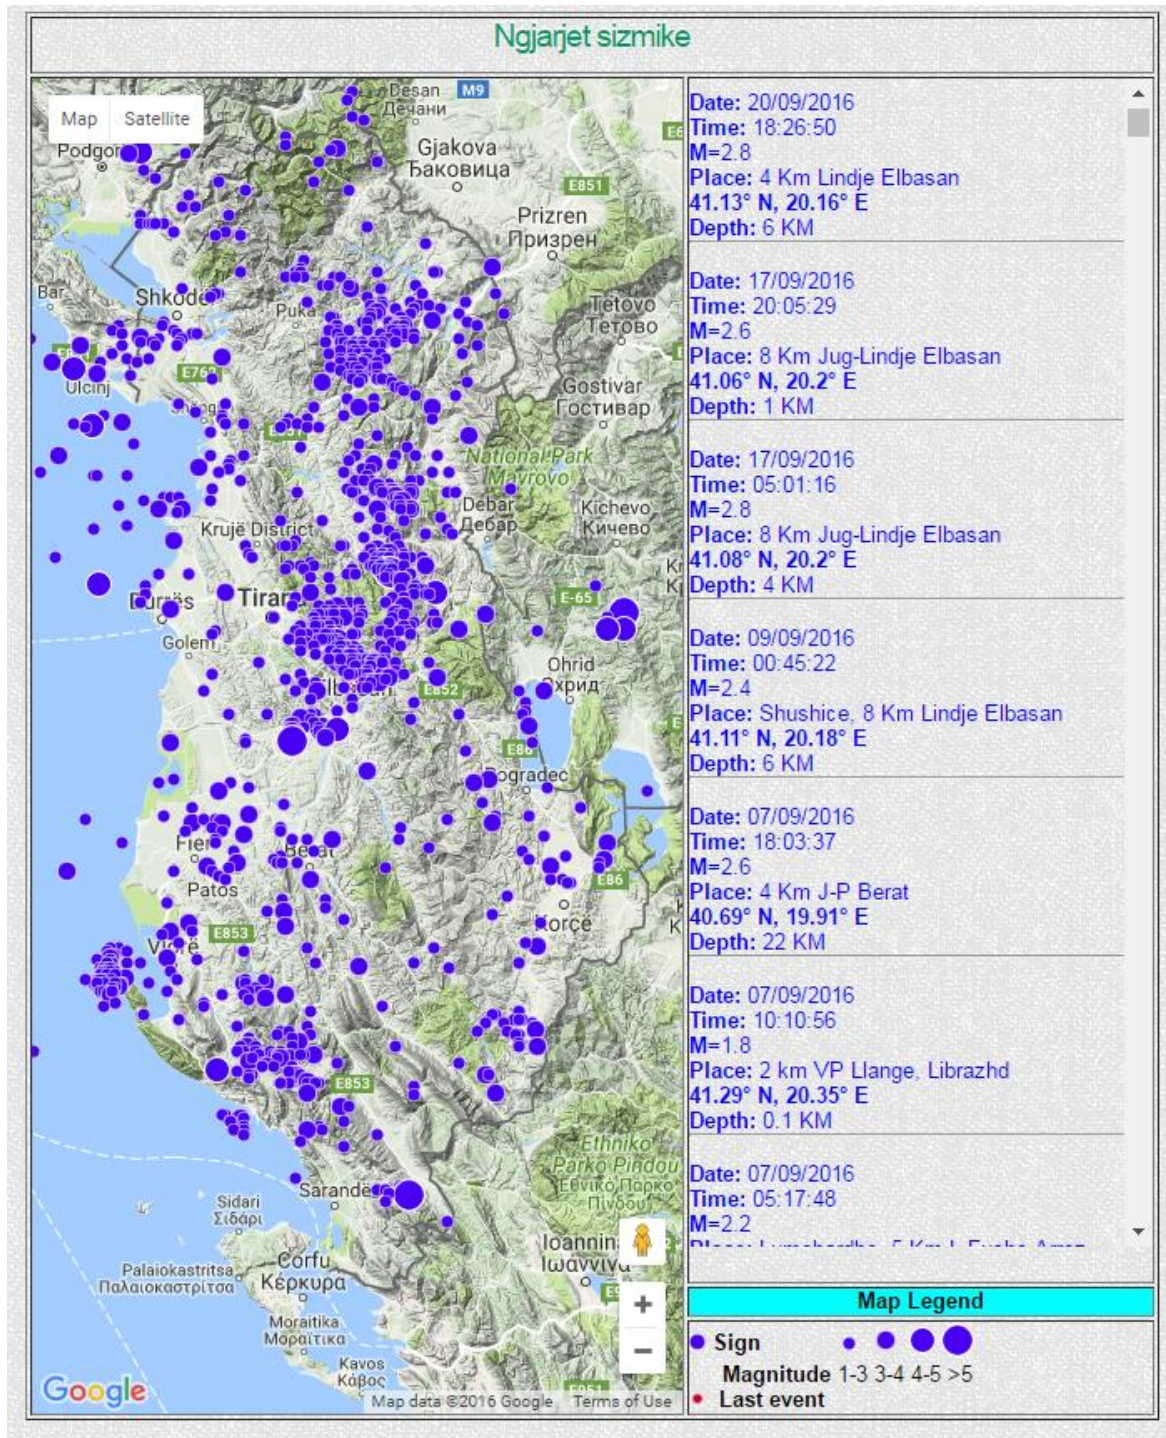 Ngjarjet sizmike
Map Satellite
Desan
Дечани
M9
Podgor
Gjakova
Ђаковица
E851
Prizren
Призрен
Bar
Shkodë
Puka
Tetovo
Тетово
E76
Ulcinj
Gostivar
Гостивар
National Park
Mavrovo
Debar
Дебар
Kichevo
Кичево
Krujë District
E-65
Durrës
Tirana
Golem
Ohrid
Охрид
Elbasan
E852
E86
Pogradec
Fier
Berat
Patos
E86
Korçë
Vlorë
E853
E853
Ethniko
Parko Pindou
Εθνικό Πάρκο
Πίνδου
Sarandë
Sidari
Σιδάρι
Ioannina
Ιωάννινα
Corfu
Κέρκυρα
Palaiokastritsa
Παλαιοκαστρίτσα
Moraitika
Μοραΐτικα
Kavos
Κάβος
+
−
Google
Map data ©2016 Google Terms of Use
Date: 20/09/2016
Time: 18:26:50
M=2.8
Place: 4 Km Lindje Elbasan
41.13° N, 20.16° E
Depth: 6 KM
Date: 17/09/2016
Time: 20:05:29
M=2.6
Place: 8 Km Jug-Lindje Elbasan
41.06° N, 20.2° E
Depth: 1 KM
Date: 17/09/2016
Time: 05:01:16
M=2.8
Place: 8 Km Jug-Lindje Elbasan
41.08° N, 20.2° E
Depth: 4 KM
Date: 09/09/2016
Time: 00:45:22
M=2.4
Place: Shushice, 8 Km Lindje Elbasan
41.11° N, 20.18° E
Depth: 6 KM
Date: 07/09/2016
Time: 18:03:37
M=2.6
Place: 4 Km J-P Berat
40.69° N, 19.91° E
Depth: 22 KM
Date: 07/09/2016
Time: 10:10:56
M=1.8
Place: 2 km VP Llange, Librazhd
41.29° N, 20.35° E
Depth: 0.1 KM
Date: 07/09/2016
Time: 05:17:48
M=2.2
Map Legend
Sign
Magnitude 1-3 3-4 4-5 >5
Last event